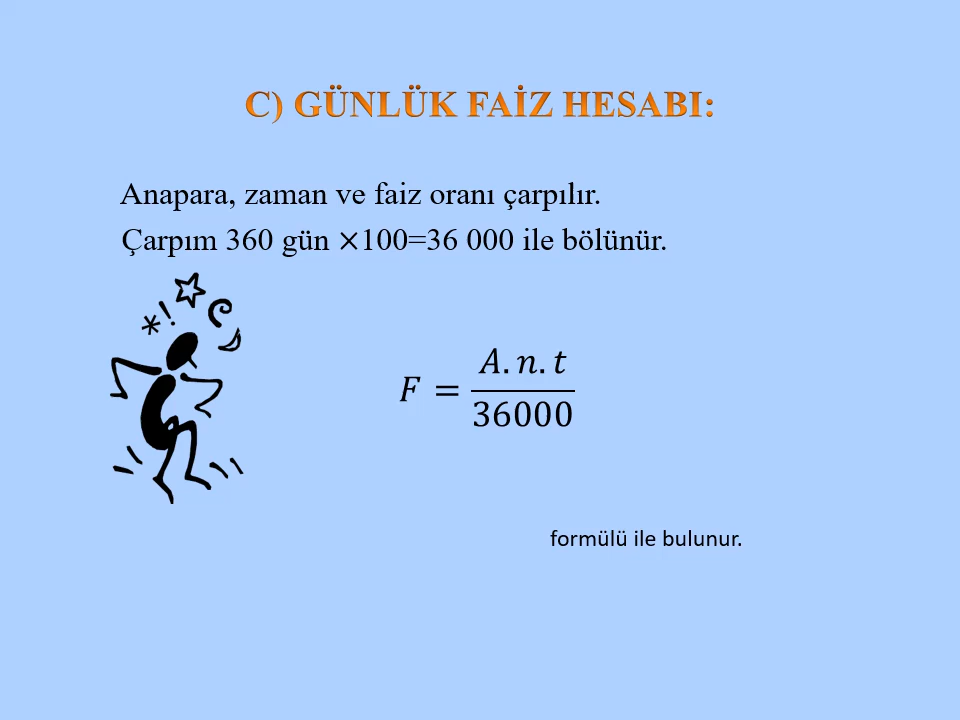 C) GÜNLÜK FAİZ HESABI:
Anapara, zaman ve faiz oranı çarpılır.
Çarpım 360 gün ×100=36 000 ile bölünür.
*!
F = A.n.t / 36000
formülü ile bulunur.